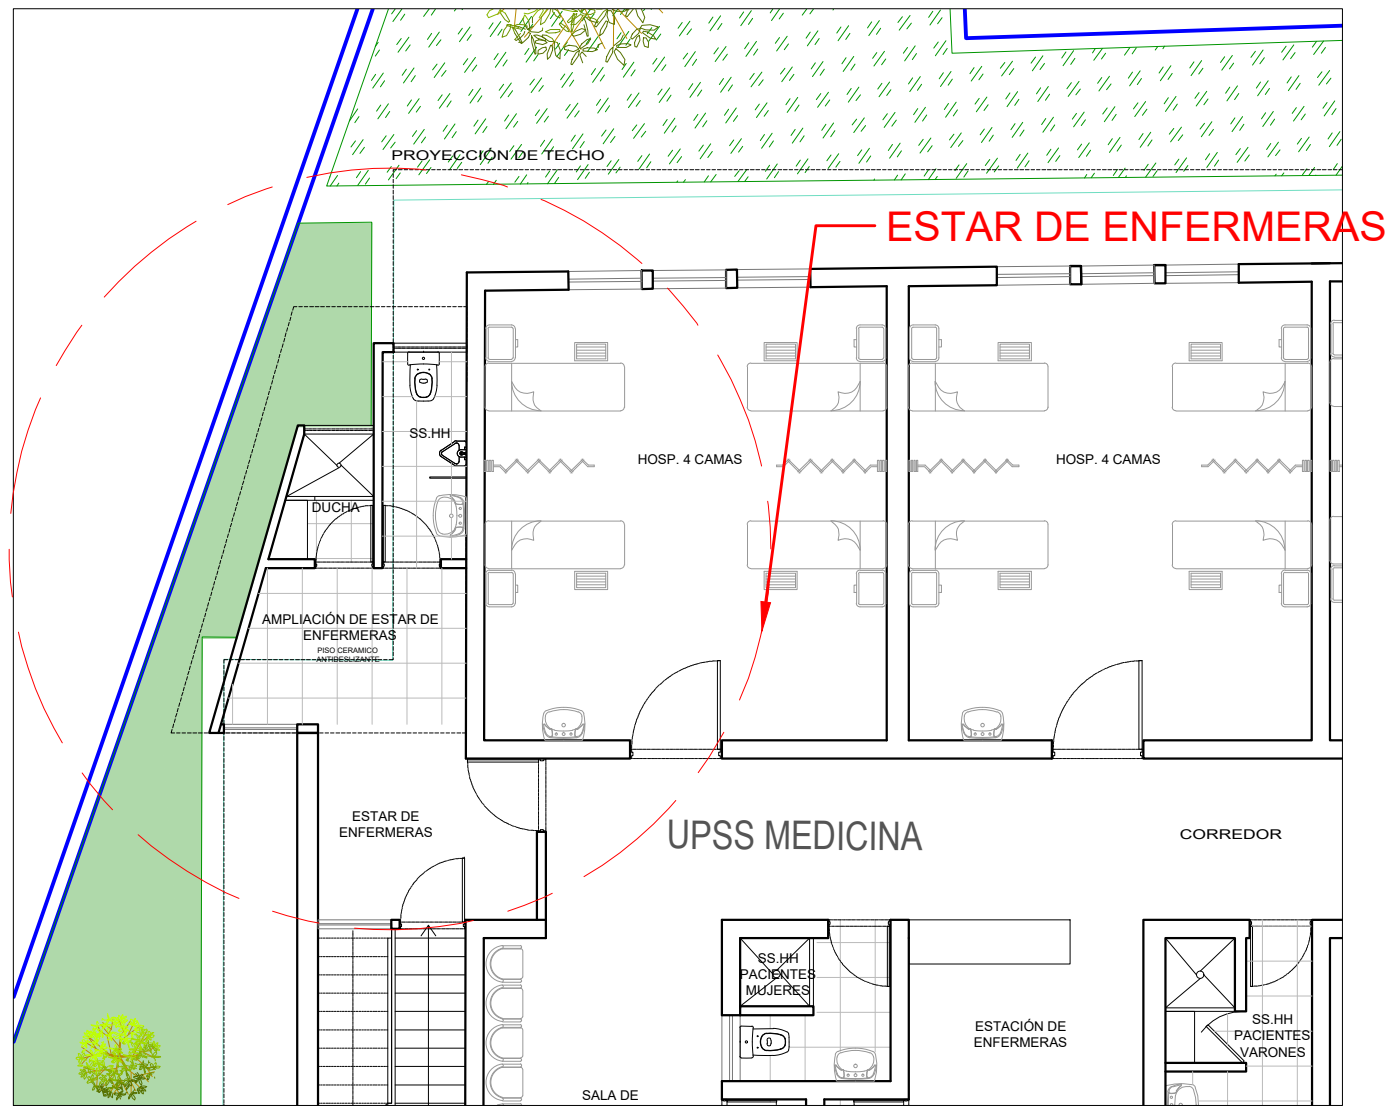 PROYECCIÓN DE TECHO
ESTAR DE ENFERMERAS
SS.HH
HOSP. 4 CAMAS
HOSP. 4 CAMAS
DUCHA
AMPLIACIÓN DE ESTAR DE
ENFERMERAS
PISO CERAMICO
ANTIDESLIZANTE
ESTAR DE
ENFERMERAS
UPSS MEDICINA
CORREDOR
SS.HH
PACIENTES
MUJERES
ESTACIÓN DE
ENFERMERAS
SS.HH
PACIENTES
VARONES
SALA DE